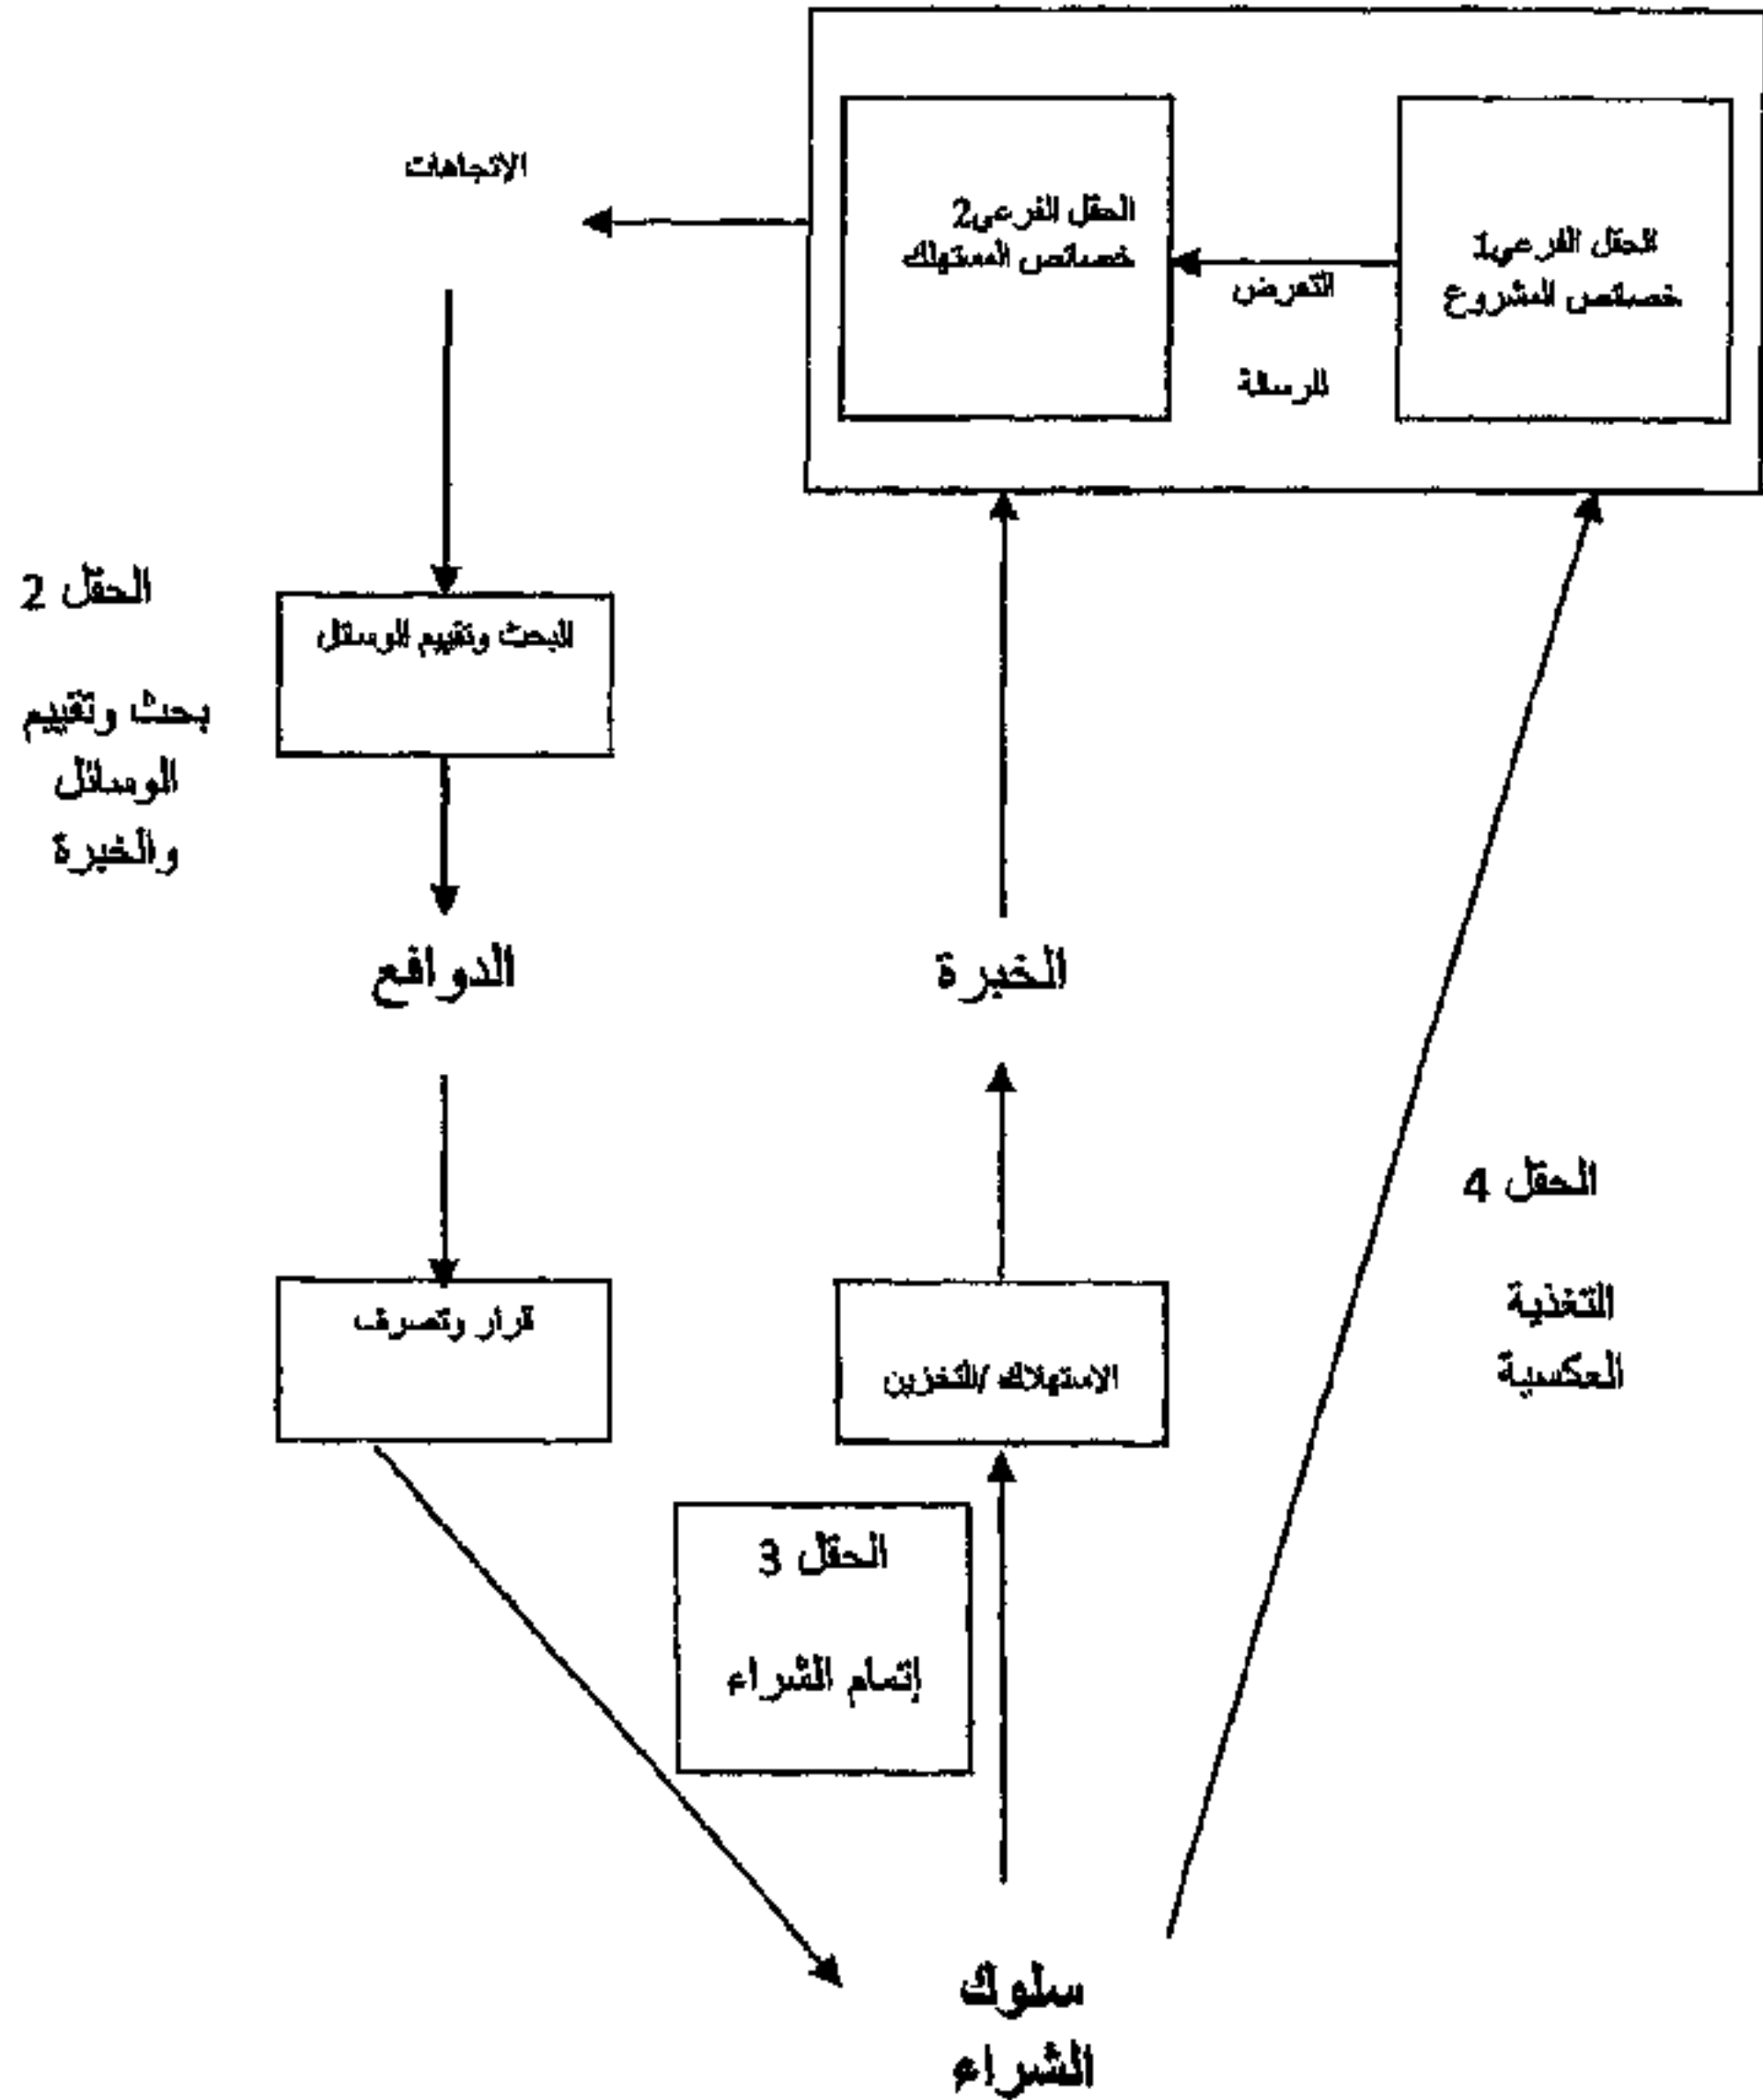 الاتجاهات
الحقل الفرعي1
خصائص المشروع
التعرض
الرسالة
الحقل الفرعي2
خصائص المستهلك
الحقل 2
بحث وتقييم
الوسائل
والخبرة
البحث وتقييم الوسائل
الدوافع
الخبرة
الحقل 4
التغذية
العكسية
قرار وتصرف
الاستهلاك /التخزين
الحقل 3
إتمام الشراء
سلوك
الشراء